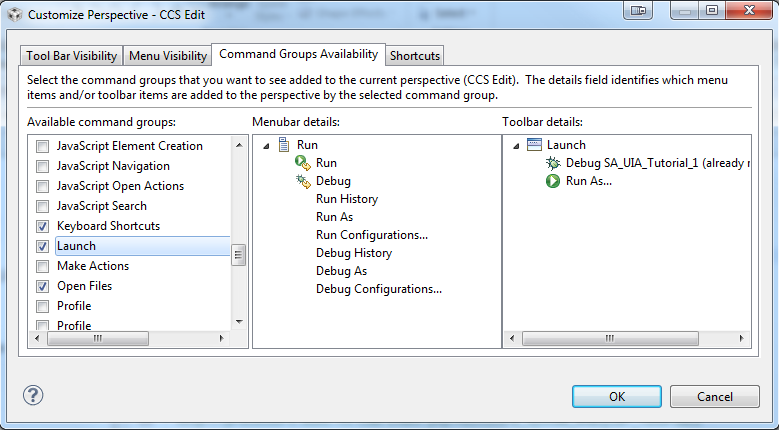 Customize Perspective - CCS Edit
Tool Bar Visibility Menu Visibility Command Groups Availability Shortcuts
Select the command groups that you want to see added to the current perspective (CCS Edit). The details field identifies which menu
items and/or toolbar items are added to the perspective by the selected command group.
Available command groups:
JavaScript Element Creation
JavaScript Navigation
JavaScript Open Actions
JavaScript Search
Keyboard Shortcuts
Launch
Make Actions
Open Files
Profile
Profile
Menubar details:
Run
Run
Debug
Run History
Run As
Run Configurations...
Debug History
Debug As
Debug Configurations...
Toolbar details:
Launch
Debug SA_UIA_Tutorial_1 (already r
Run As...
?
OK Cancel